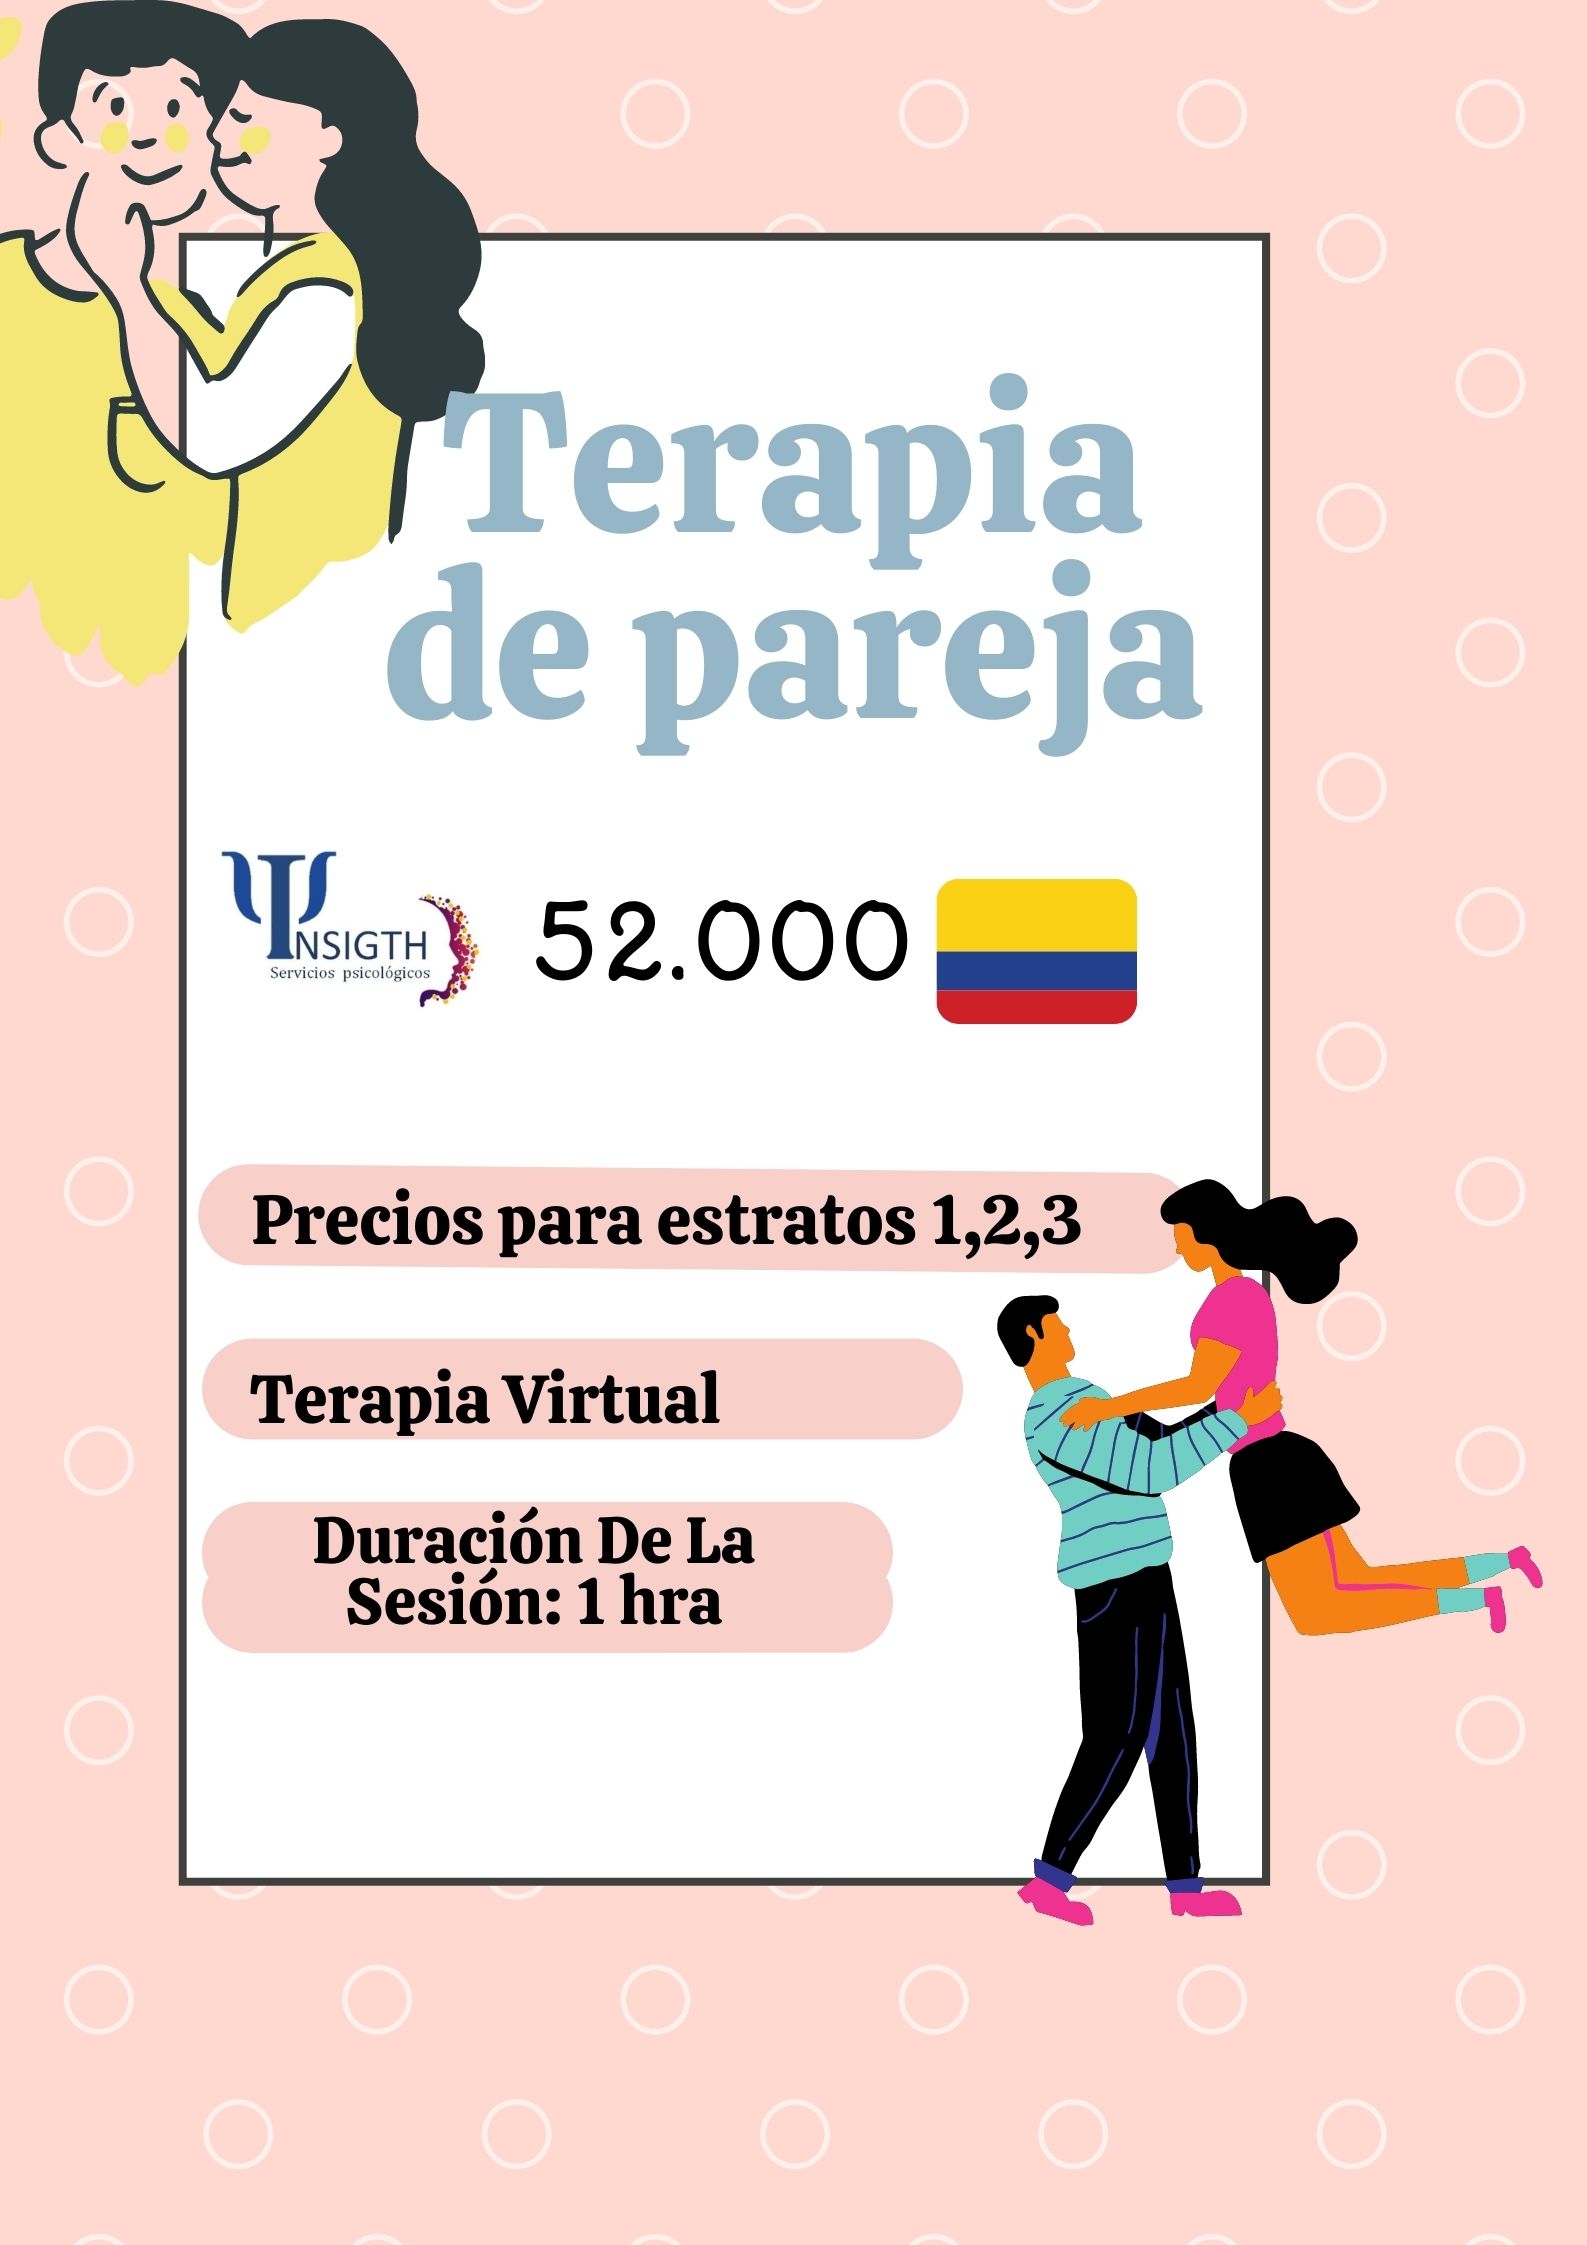 Terapia
de pareja
ΨNSIGTH
Servicios psicológicos
52.000
Precios para estratos 1,2,3
Terapia Virtual
Duración De La
Sesión: 1 hra